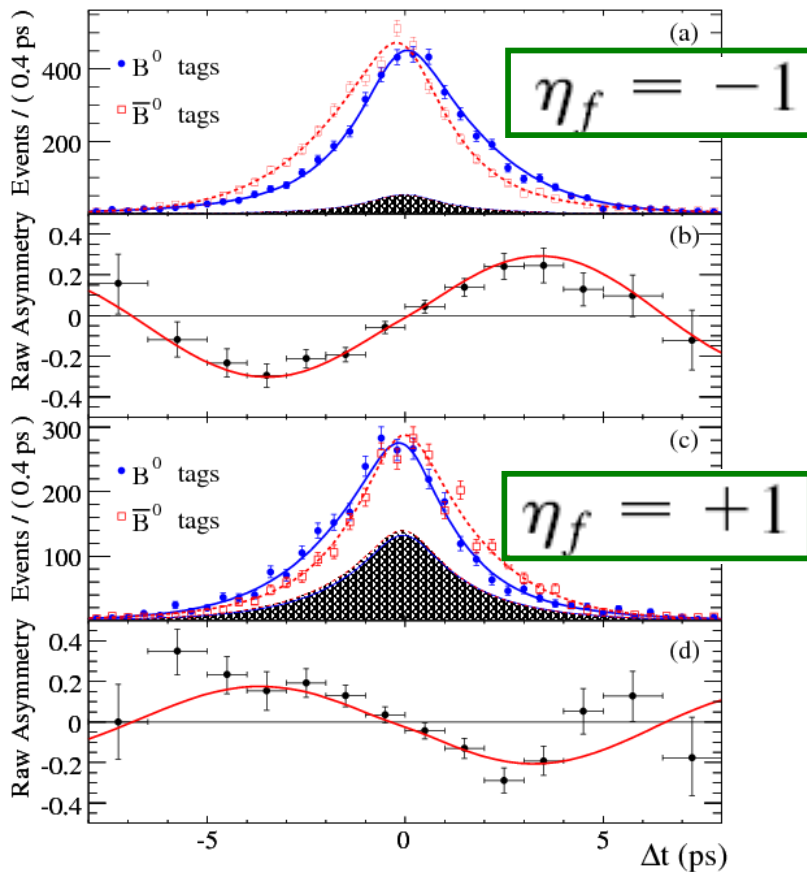 (a)
B⁰ tags
B̅⁰ tags
η_f = −1
Events / ( 0.4 ps )
400
200
(b)
Raw Asymmetry
0.4
0.2
0
-0.2
-0.4
(c)
B⁰ tags
B̅⁰ tags
η_f = +1
Events / ( 0.4 ps )
300
200
100
(d)
Raw Asymmetry
0.4
0.2
0
-0.2
-0.4
-5 0 5
Δt (ps)